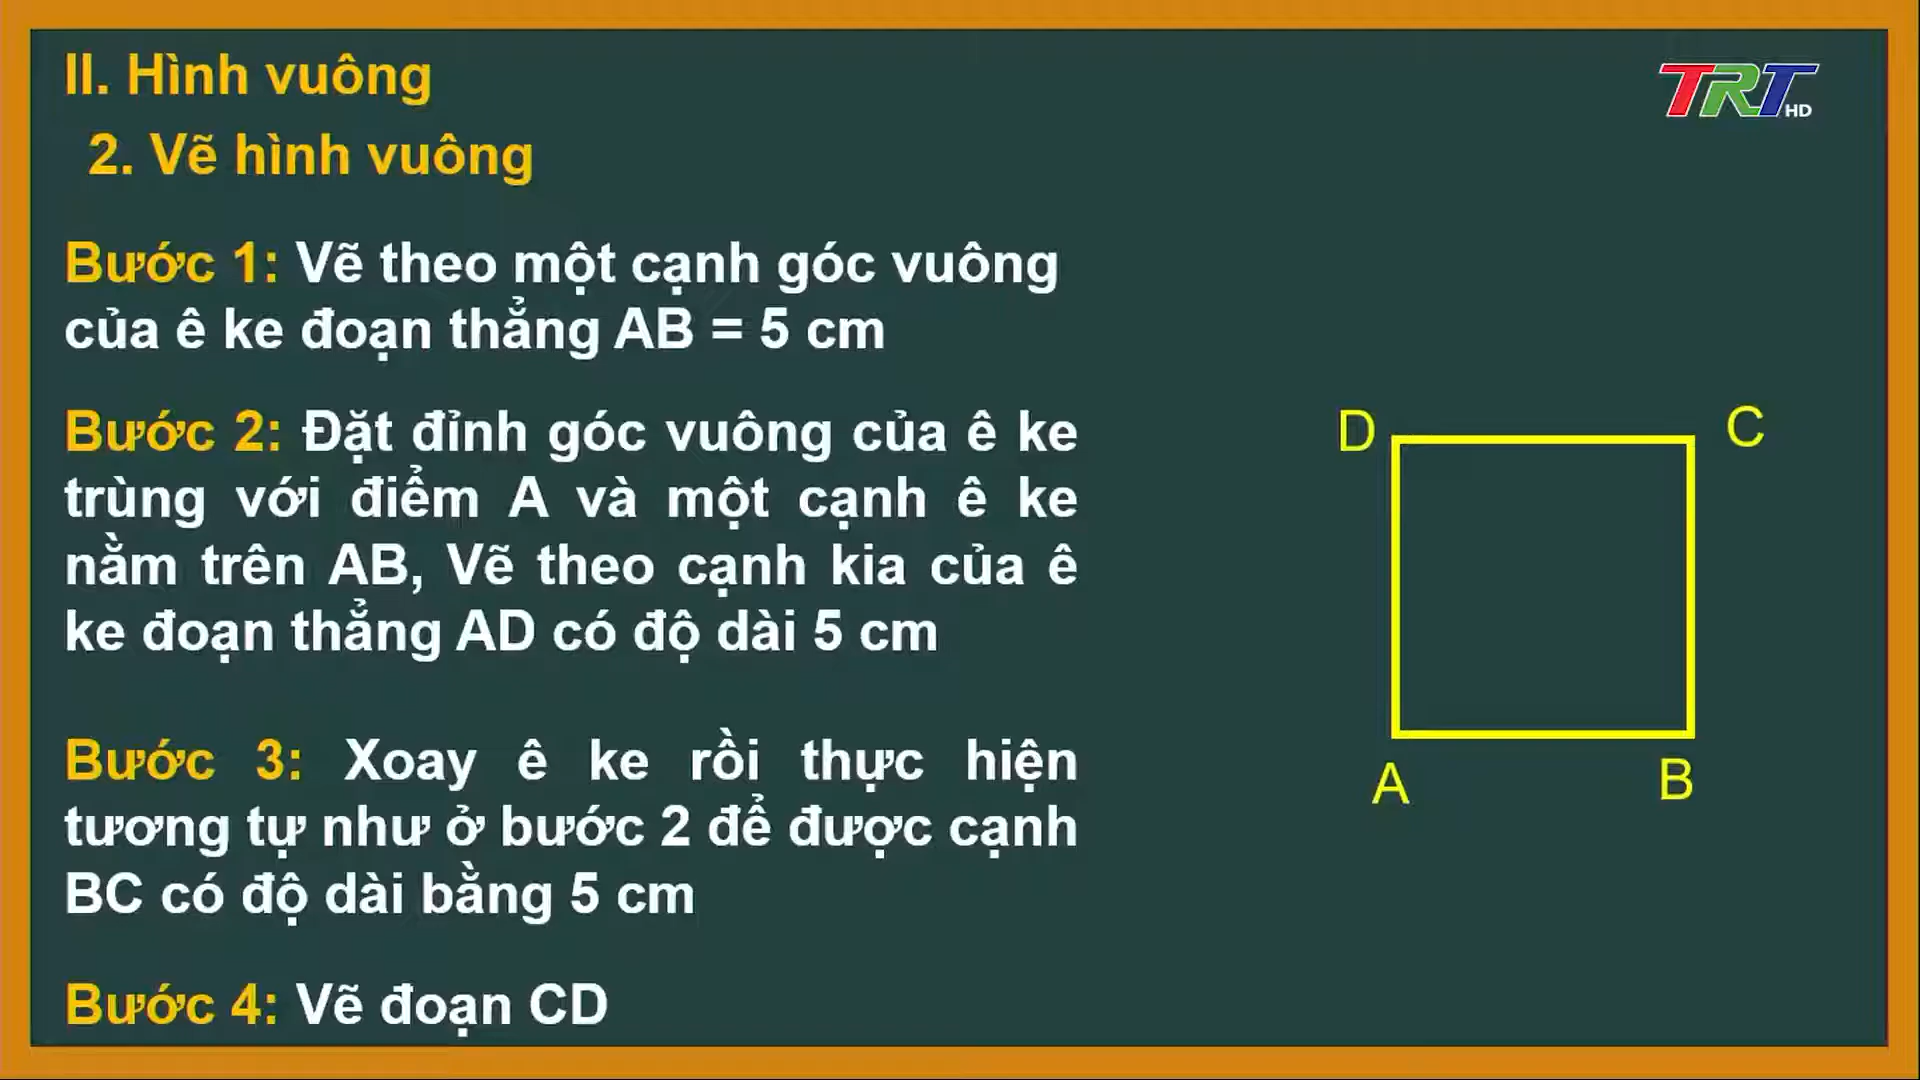 II. Hình vuông
TRT HD
2. Vẽ hình vuông
Bước 1: Vẽ theo một cạnh góc vuông
của ê ke đoạn thẳng AB = 5 cm
Bước 2: Đặt đỉnh góc vuông của ê ke
trùng với điểm A và một cạnh ê ke
nằm trên AB, Vẽ theo cạnh kia của ê
ke đoạn thẳng AD có độ dài 5 cm
Bước 3: Xoay ê ke rồi thực hiện
tương tự như ở bước 2 để được cạnh
BC có độ dài bằng 5 cm
Bước 4: Vẽ đoạn CD
D
C
A
B